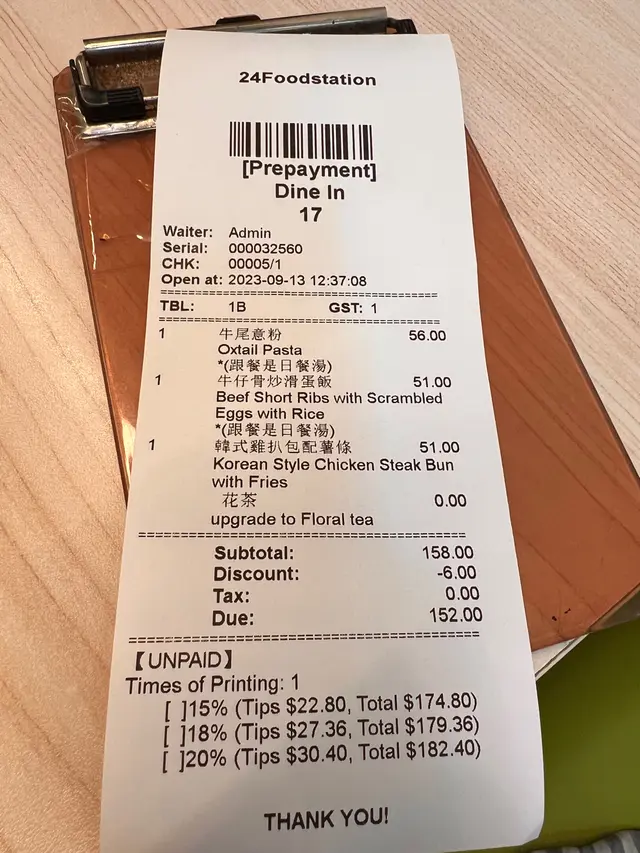 24Foodstation
[Prepayment]
Dine In
17
Waiter: Admin
Serial: 000032560
CHK: 00005/1
Open at: 2023-09-13 12:37:08
TBL: 1B GST: 1
1 牛尾意粉 56.00
Oxtail Pasta
*(跟餐是日餐湯)
1 牛仔骨炒滑蛋飯 51.00
Beef Short Ribs with Scrambled
Eggs with Rice
*(跟餐是日餐湯)
1 韓式雞扒包配薯條 51.00
Korean Style Chicken Steak Bun
with Fries
花茶 0.00
upgrade to Floral tea
Subtotal: 158.00
Discount: -6.00
Tax: 0.00
Due: 152.00
【UNPAID】
Times of Printing: 1
[ ]15% (Tips $22.80, Total $174.80)
[ ]18% (Tips $27.36, Total $179.36)
[ ]20% (Tips $30.40, Total $182.40)
THANK YOU!